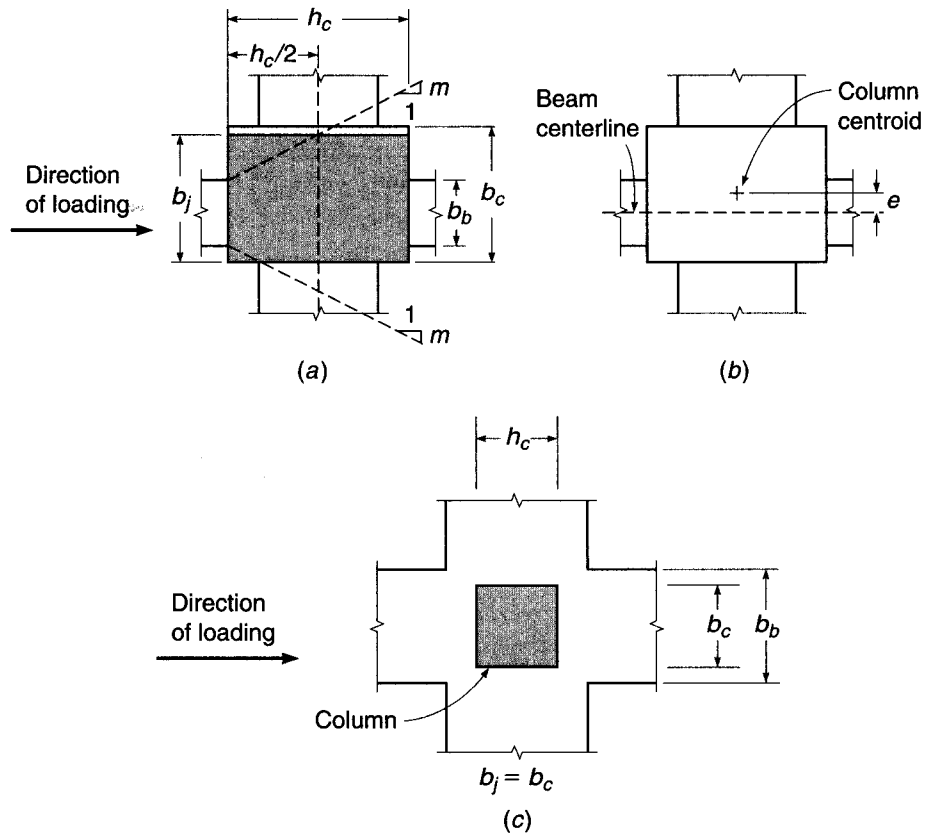 h_c
h_c/2
m
1
Direction
of loading
b_j
b_b
b_c
1
m
(a)
Beam
centerline
Column
centroid
e
(b)
h_c
Direction
of loading
b_c
b_b
Column
b_j = b_c
(c)